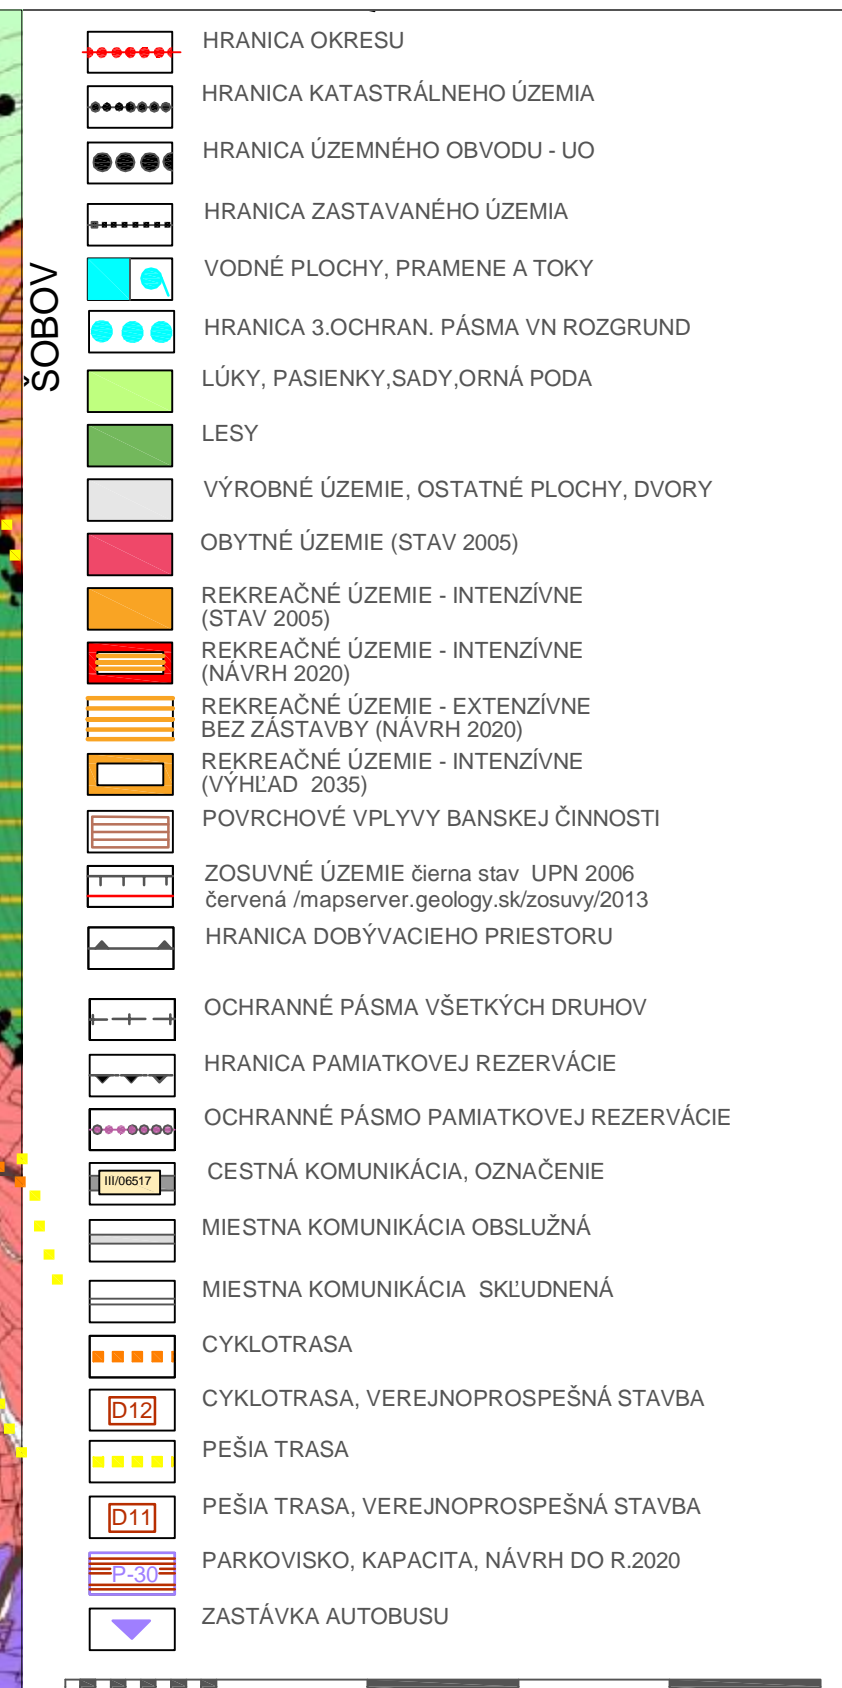 HRANICA OKRESU
HRANICA KATASTRÁLNEHO ÚZEMIA
HRANICA ÚZEMNÉHO OBVODU - UO
HRANICA ZASTAVANÉHO ÚZEMIA
ŠOBOV
VODNÉ PLOCHY, PRAMENE A TOKY
HRANICA 3.OCHRAN. PÁSMA VN ROZGRUND
LÚKY, PASIENKY,SADY,ORNÁ PODA
LESY
VÝROBNÉ ÚZEMIE, OSTATNÉ PLOCHY, DVORY
OBYTNÉ ÚZEMIE (STAV 2005)
REKREAČNÉ ÚZEMIE - INTENZÍVNE
(STAV 2005)
REKREAČNÉ ÚZEMIE - INTENZÍVNE
(NÁVRH 2020)
REKREAČNÉ ÚZEMIE - EXTENZÍVNE
BEZ ZÁSTAVBY (NÁVRH 2020)
REKREAČNÉ ÚZEMIE - INTENZÍVNE
(VÝHĽAD 2035)
POVRCHOVÉ VPLYVY BANSKEJ ČINNOSTI
ZOSUVNÉ ÚZEMIE čierna stav UPN 2006
červená /mapserver.geology.sk/zosuvy/2013
HRANICA DOBÝVACIEHO PRIESTORU
OCHRANNÉ PÁSMA VŠETKÝCH DRUHOV
HRANICA PAMIATKOVEJ REZERVÁCIE
OCHRANNÉ PÁSMO PAMIATKOVEJ REZERVÁCIE
III/06517 CESTNÁ KOMUNIKÁCIA, OZNAČENIE
MIESTNA KOMUNIKÁCIA OBSLUŽNÁ
MIESTNA KOMUNIKÁCIA SKĽUDNENÁ
CYKLOTRASA
D12 CYKLOTRASA, VEREJNOPROSPEŠNÁ STAVBA
PEŠIA TRASA
D11 PEŠIA TRASA, VEREJNOPROSPEŠNÁ STAVBA
P-30 PARKOVISKO, KAPACITA, NÁVRH DO R.2020
ZASTÁVKA AUTOBUSU